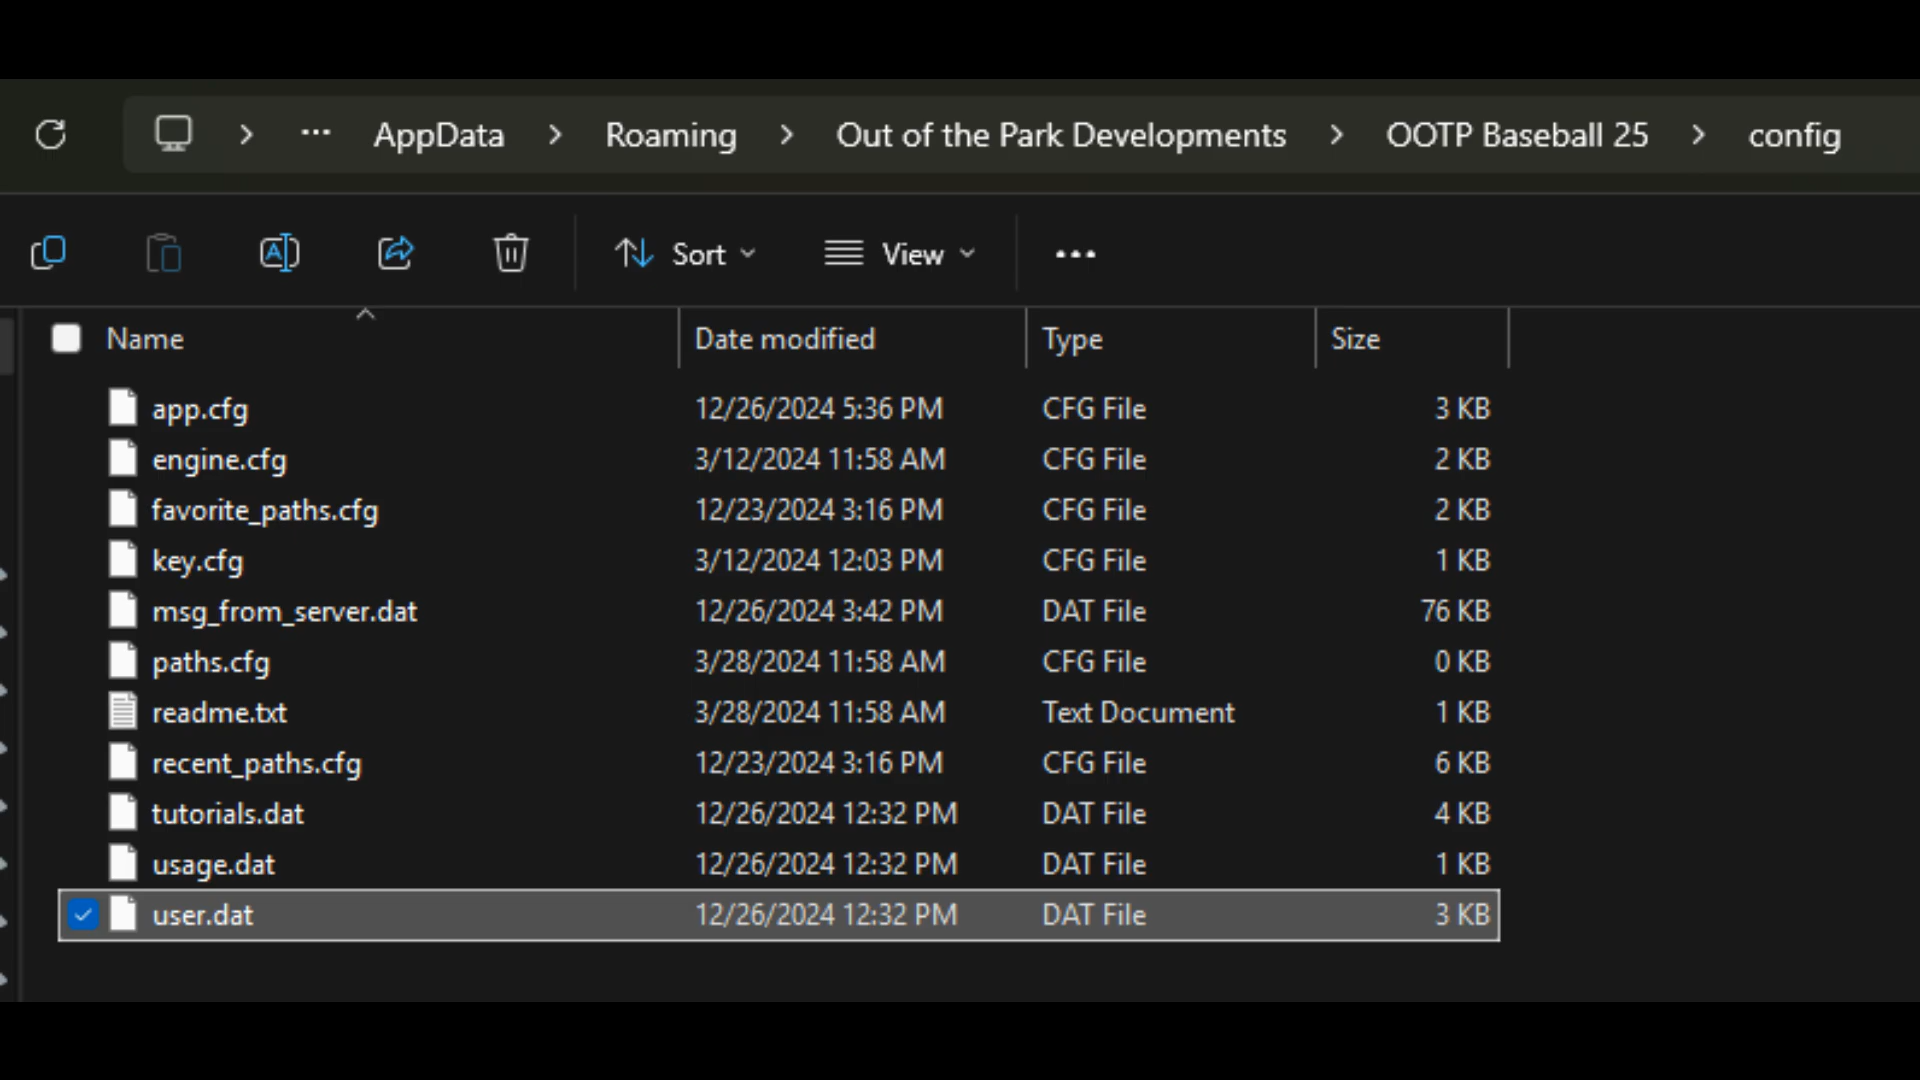 AppData > Roaming > Out of the Park Developments > OOTP Baseball 25 > config
Sort View
Name Date modified Type Size
app.cfg 12/26/2024 5:36 PM CFG File 3 KB
engine.cfg 3/12/2024 11:58 AM CFG File 2 KB
favorite_paths.cfg 12/23/2024 3:16 PM CFG File 2 KB
key.cfg 3/12/2024 12:03 PM CFG File 1 KB
msg_from_server.dat 12/26/2024 3:42 PM DAT File 76 KB
paths.cfg 3/28/2024 11:58 AM CFG File 0 KB
readme.txt 3/28/2024 11:58 AM Text Document 1 KB
recent_paths.cfg 12/23/2024 3:16 PM CFG File 6 KB
tutorials.dat 12/26/2024 12:32 PM DAT File 4 KB
usage.dat 12/26/2024 12:32 PM DAT File 1 KB
user.dat 12/26/2024 12:32 PM DAT File 3 KB